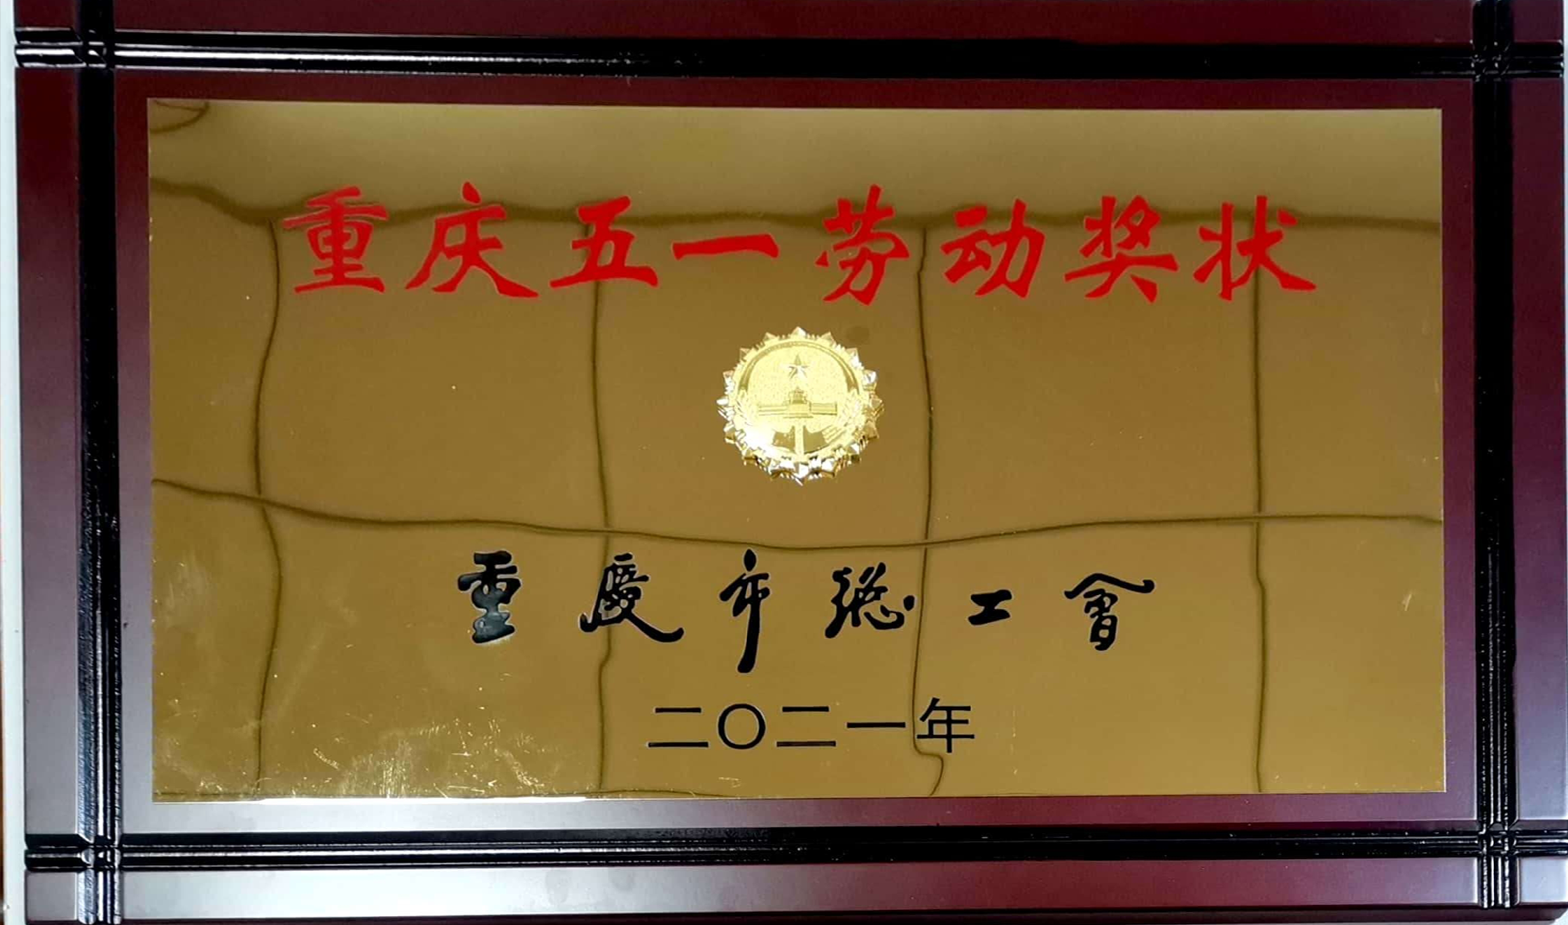 重庆五一劳动奖状
重慶市總工會
二〇二一年